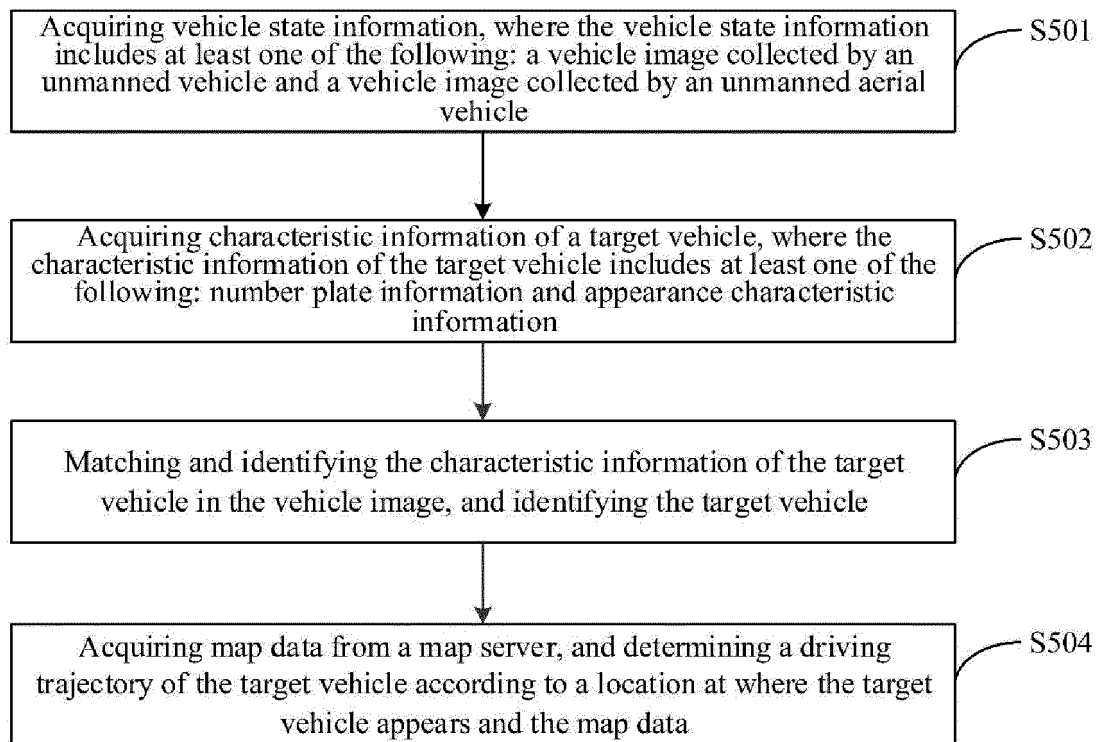 Acquiring vehicle state information, where the vehicle state information
includes at least one of the following: a vehicle image collected by an
unmanned vehicle and a vehicle image collected by an unmanned aerial
vehicle
S501
Acquiring characteristic information of a target vehicle, where the
characteristic information of the target vehicle includes at least one of the
following: number plate information and appearance characteristic
information
S502
Matching and identifying the characteristic information of the target
vehicle in the vehicle image, and identifying the target vehicle
S503
Acquiring map data from a map server, and determining a driving
trajectory of the target vehicle according to a location at where the target
vehicle appears and the map data
S504